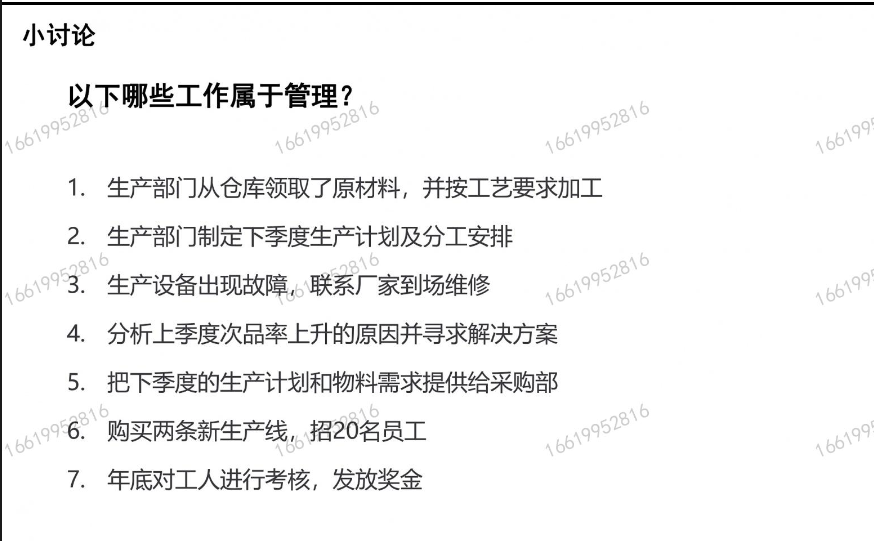 小讨论
以下哪些工作属于管理？
16619952816 16619952816 16619952816 166199
1. 生产部门从仓库领取了原材料，并按工艺要求加工
2. 生产部门制定下季度生产计划及分工安排
16619952816 16619952816 16619952816 166199
3. 生产设备出现故障，联系厂家到场维修
4. 分析上季度次品率上升的原因并寻求解决方案
5. 把下季度的生产计划和物料需求提供给采购部
16619952816 16619952816 16619952816 166199
6. 购买两条新生产线，招20名员工
7. 年底对工人进行考核，发放奖金